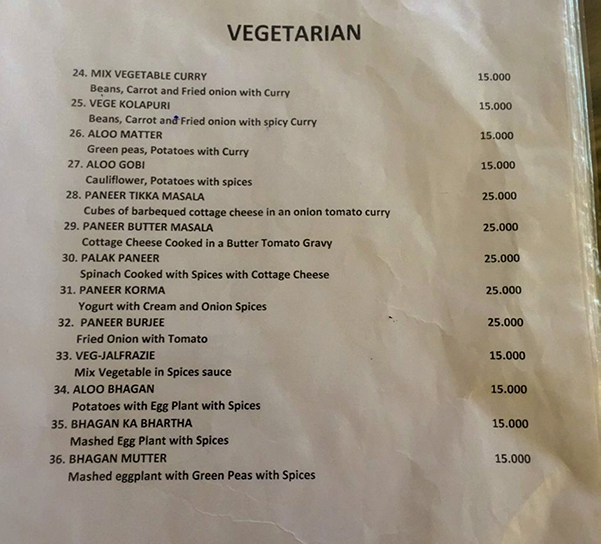 VEGETARIAN
24. MIX VEGETABLE CURRY 15.000
Beans, Carrot and Fried onion with Curry
25. VEGE KOLAPURI 15.000
Beans, Carrot and Fried onion with spicy Curry
26. ALOO MATTER 15.000
Green peas, Potatoes with Curry
27. ALOO GOBI 15.000
Cauliflower, Potatoes with spices
28. PANEER TIKKA MASALA 25.000
Cubes of barbequed cottage cheese in an onion tomato curry
29. PANEER BUTTER MASALA 25.000
Cottage Cheese Cooked in a Butter Tomato Gravy
30. PALAK PANEER 25.000
Spinach Cooked with Spices with Cottage Cheese
31. PANEER KORMA 25.000
Yogurt with Cream and Onion Spices
32. PANEER BURJEE 25.000
Fried Onion with Tomato
33. VEG-JALFRAZIE 15.000
Mix Vegetable in Spices sauce
34. ALOO BHAGAN 15.000
Potatoes with Egg Plant with Spices
35. BHAGAN KA BHARTHA 15.000
Mashed Egg Plant with Spices
36. BHAGAN MUTTER 15.000
Mashed eggplant with Green Peas with Spices